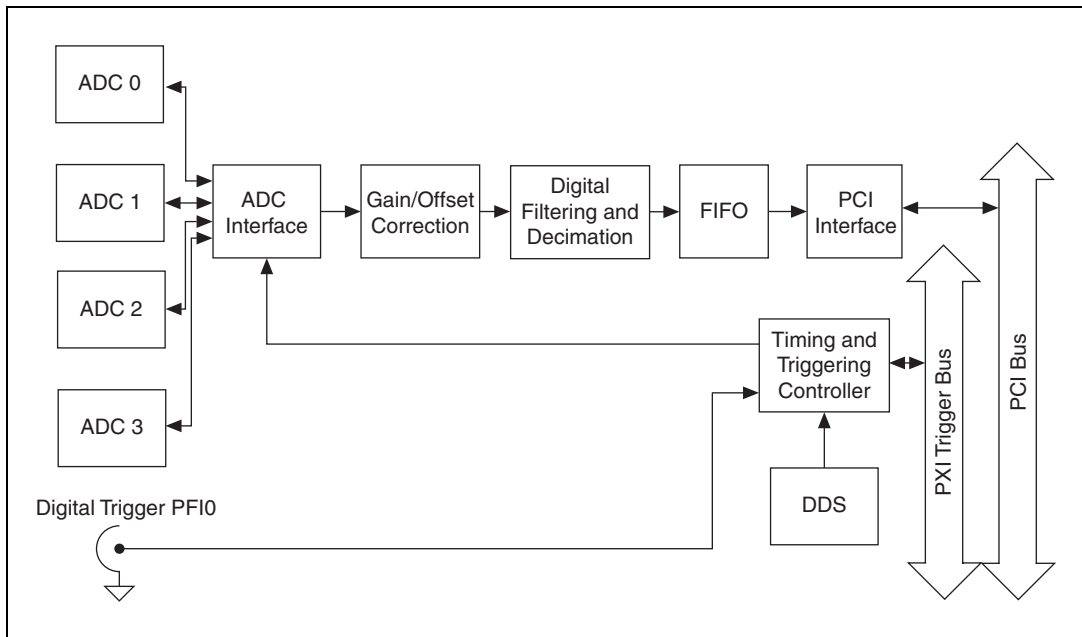 ADC 0
ADC 1
ADC 2
ADC 3
ADC
Interface
Gain/Offset
Correction
Digital
Filtering and
Decimation
FIFO
PCI
Interface
Timing and
Triggering
Controller
DDS
PXI Trigger Bus
PCI Bus
Digital Trigger PFI0